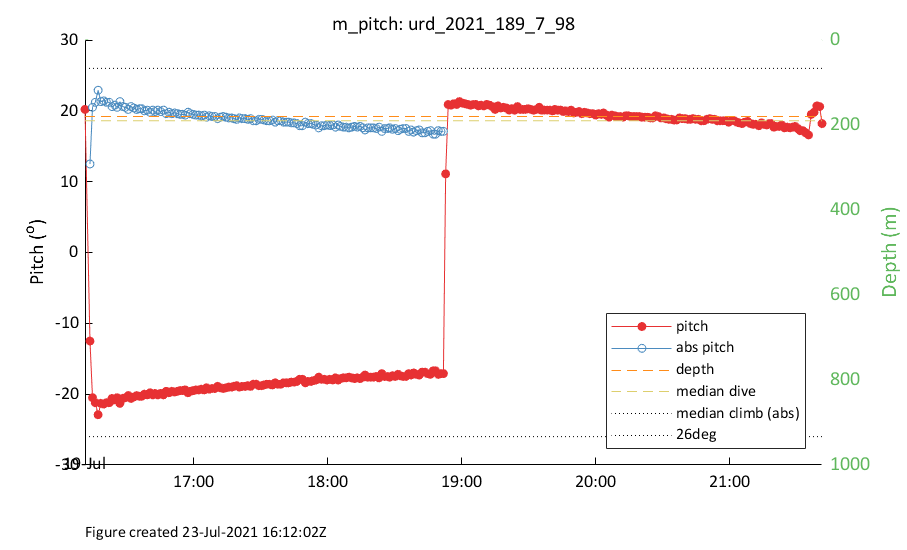 m_pitch: urd_2021_189_7_98
30
20
10
0
-10
-20
-30
Pitch (º)
0
200
400
600
800
1000
Depth (m)
19 Jul
17:00
18:00
19:00
20:00
21:00
pitch
abs pitch
depth
median dive
median climb (abs)
26deg
Figure created 23-Jul-2021 16:12:02Z